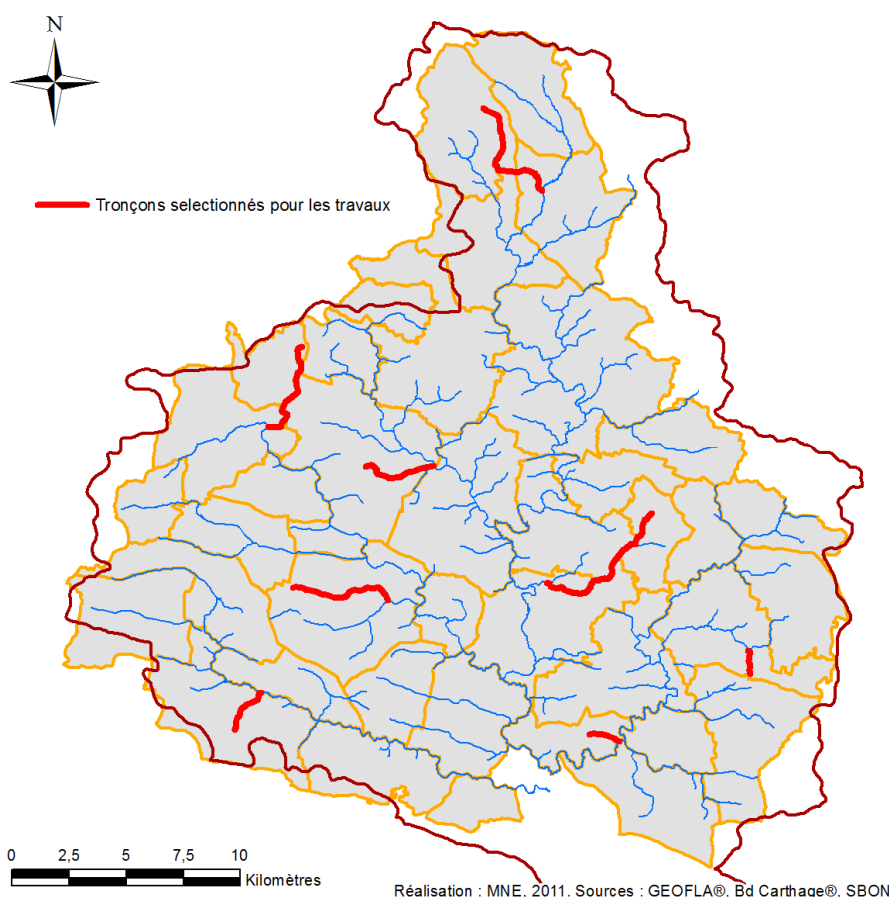 N
Tronçons selectionnés pour les travaux
0 2,5 5 7,5 10
Kilomètres
Réalisation : MNE, 2011. Sources : GEOFLA®, Bd Carthage®, SBON